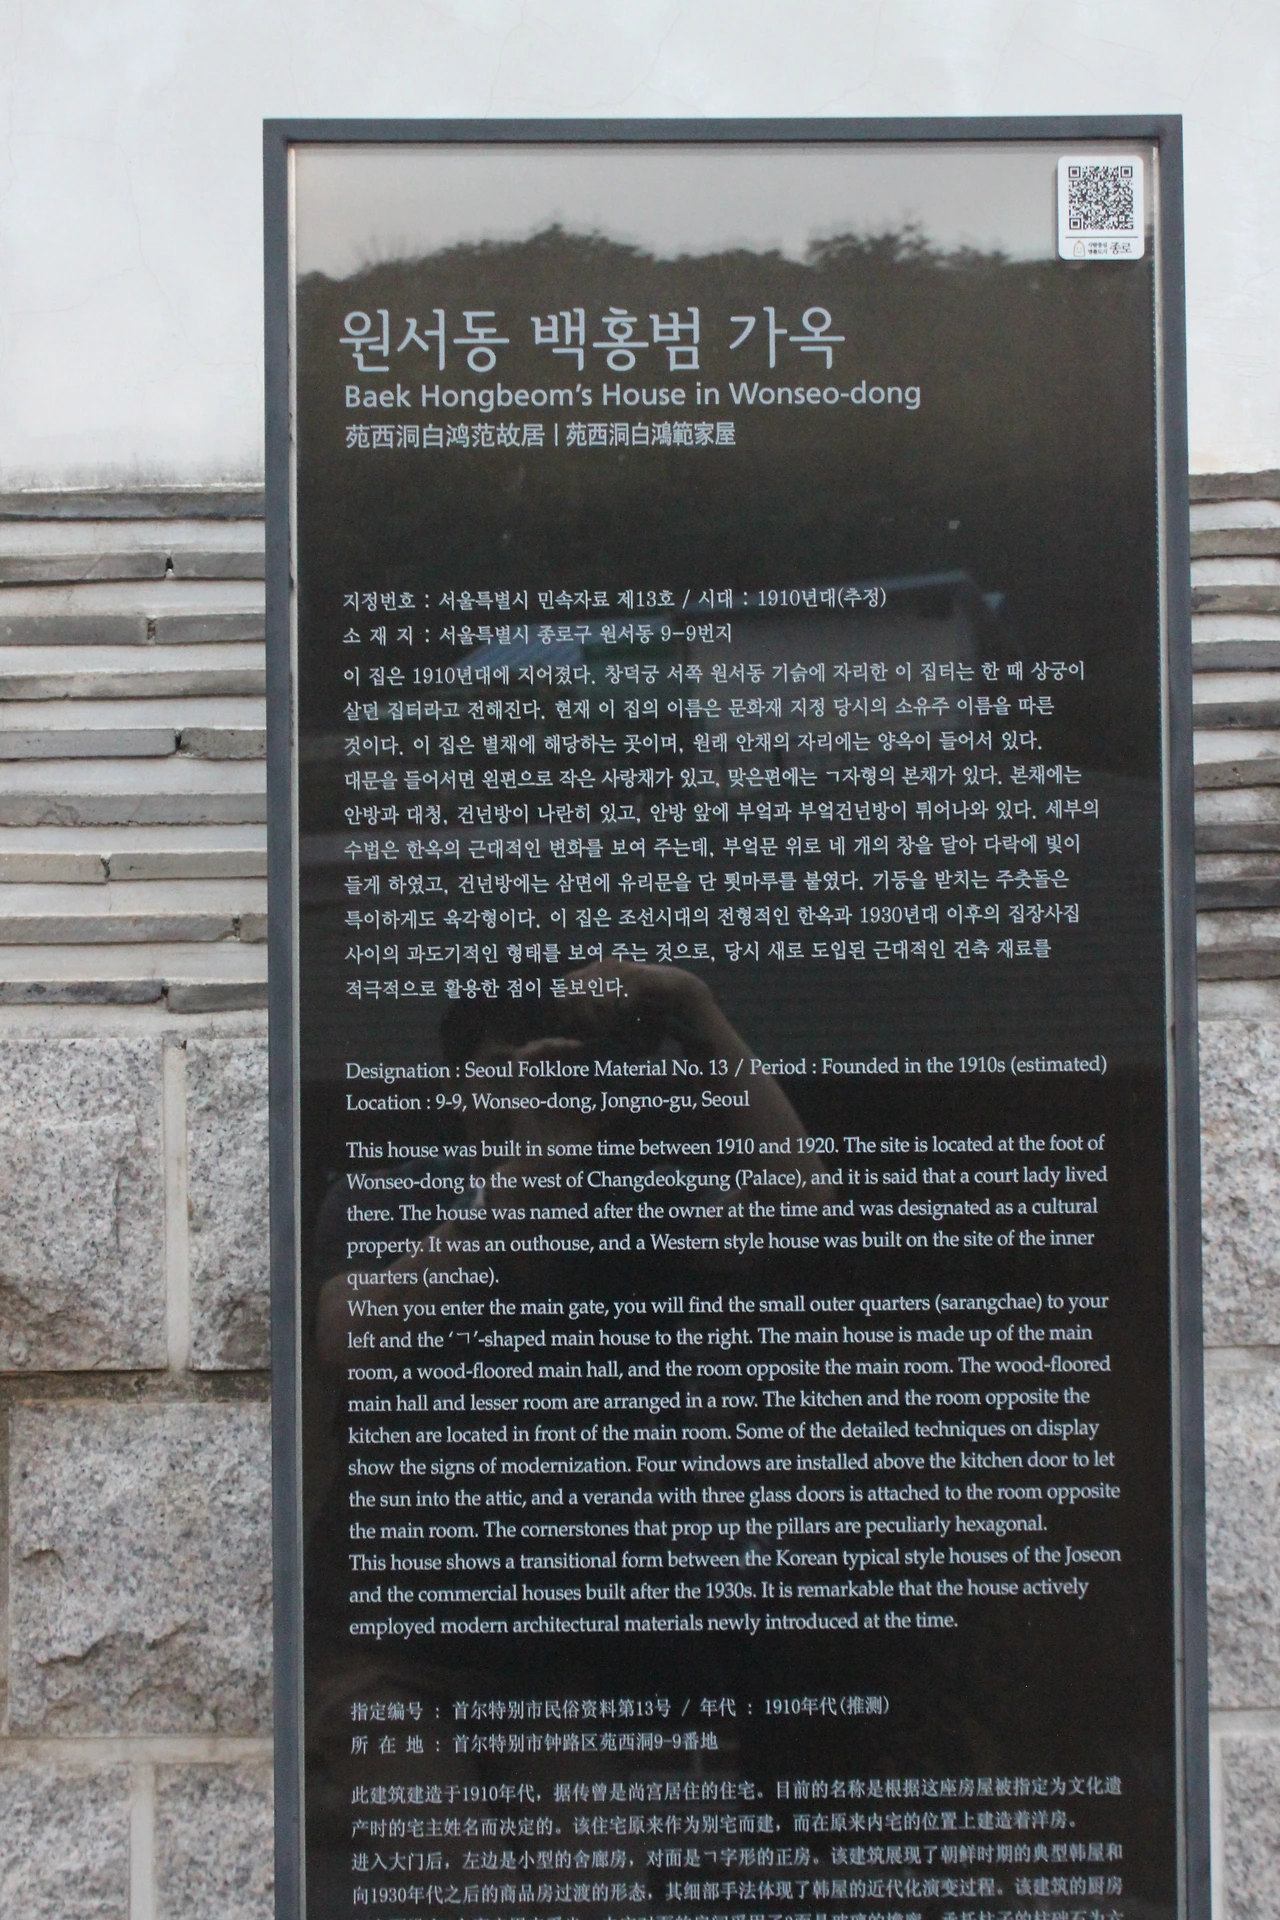 종로
원서동 백홍범 가옥
Baek Hongbeom's House in Wonseo-dong
苑西洞白鸿范故居 | 苑西洞白鴻範家屋
지정번호 : 서울특별시 민속자료 제13호 / 시대 : 1910년대(추정)
소 재 지 : 서울특별시 종로구 원서동 9-9번지
이 집은 1910년대에 지어졌다. 창덕궁 서쪽 원서동 기슭에 자리한 이 집터는 한 때 상궁이
살던 집터라고 전해진다. 현재 이 집의 이름은 문화재 지정 당시의 소유주 이름을 따른
것이다. 이 집은 별채에 해당하는 곳이며, 원래 안채의 자리에는 양옥이 들어서 있다.
대문을 들어서면 왼편으로 작은 사랑채가 있고, 맞은편에는 ㄱ자형의 본채가 있다. 본채에는
안방과 대청, 건넌방이 나란히 있고, 안방 앞에 부엌과 부엌건넌방이 튀어나와 있다. 세부의
수법은 한옥의 근대적인 변화를 보여 주는데, 부엌문 위로 네 개의 창을 달아 다락에 빛이
들게 하였고, 건넌방에는 삼면에 유리문을 단 툇마루를 붙였다. 기둥을 받치는 주춧돌은
특이하게도 육각형이다. 이 집은 조선시대의 전형적인 한옥과 1930년대 이후의 집장사집
사이의 과도기적인 형태를 보여 주는 것으로, 당시 새로 도입된 근대적인 건축 재료를
적극적으로 활용한 점이 돋보인다.
Designation : Seoul Folklore Material No. 13 / Period : Founded in the 1910s (estimated)
Location : 9-9, Wonseo-dong, Jongno-gu, Seoul
This house was built in some time between 1910 and 1920. The site is located at the foot of
Wonseo-dong to the west of Changdeokgung (Palace), and it is said that a court lady lived
there. The house was named after the owner at the time and was designated as a cultural
property. It was an outhouse, and a Western style house was built on the site of the inner
quarters (anchae).
When you enter the main gate, you will find the small outer quarters (sarangchae) to your
left and the 'ㄱ'-shaped main house to the right. The main house is made up of the main
room, a wood-floored main hall, and the room opposite the main room. The wood-floored
main hall and lesser room are arranged in a row. The kitchen and the room opposite the
kitchen are located in front of the main room. Some of the detailed techniques on display
show the signs of modernization. Four windows are installed above the kitchen door to let
the sun into the attic, and a veranda with three glass doors is attached to the room opposite
the main room. The cornerstones that prop up the pillars are peculiarly hexagonal.
This house shows a transitional form between the Korean typical style houses of the Joseon
and the commercial houses built after the 1930s. It is remarkable that the house actively
employed modern architectural materials newly introduced at the time.
指定编号 : 首尔特别市民俗资料第13号 / 年代 : 1910年代(推测)
所 在 地 : 首尔特别市钟路区苑西洞9-9番地
此建筑建造于1910年代，据传曾是尚宫居住的住宅。目前的名称是根据这座房屋被指定为文化遗
产时的宅主姓名而决定的。该住宅原来作为别宅而建，而在原来内宅的位置上建造着洋房。
进入大门后，左边是小型的舍廊房，对面是ㄱ字形的正房。该建筑展现了朝鲜时期的典型韩屋和
向1930年代之后的商品房过渡的形态，其细部手法体现了韩屋的近代化演变过程。该建筑的厨房